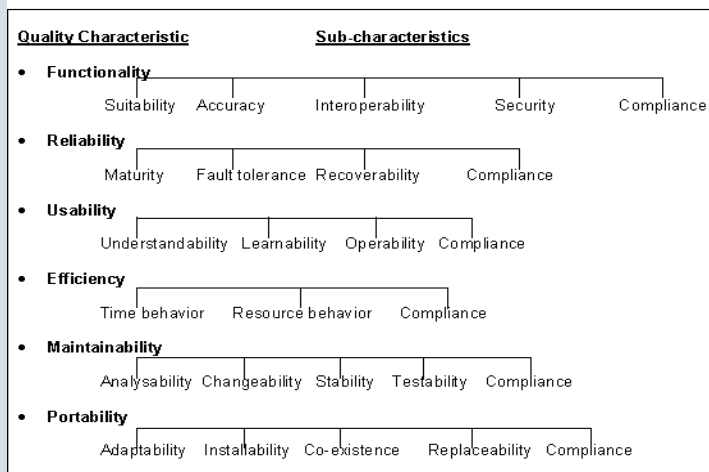 Quality Characteristic Sub-characteristics
• Functionality
Suitability Accuracy Interoperability Security Compliance
• Reliability
Maturity Fault tolerance Recoverability Compliance
• Usability
Understandability Learnability Operability Compliance
• Efficiency
Time behavior Resource behavior Compliance
• Maintainability
Analysability Changeability Stability Testability Compliance
• Portability
Adaptability Installability Co-existence Replaceability Compliance